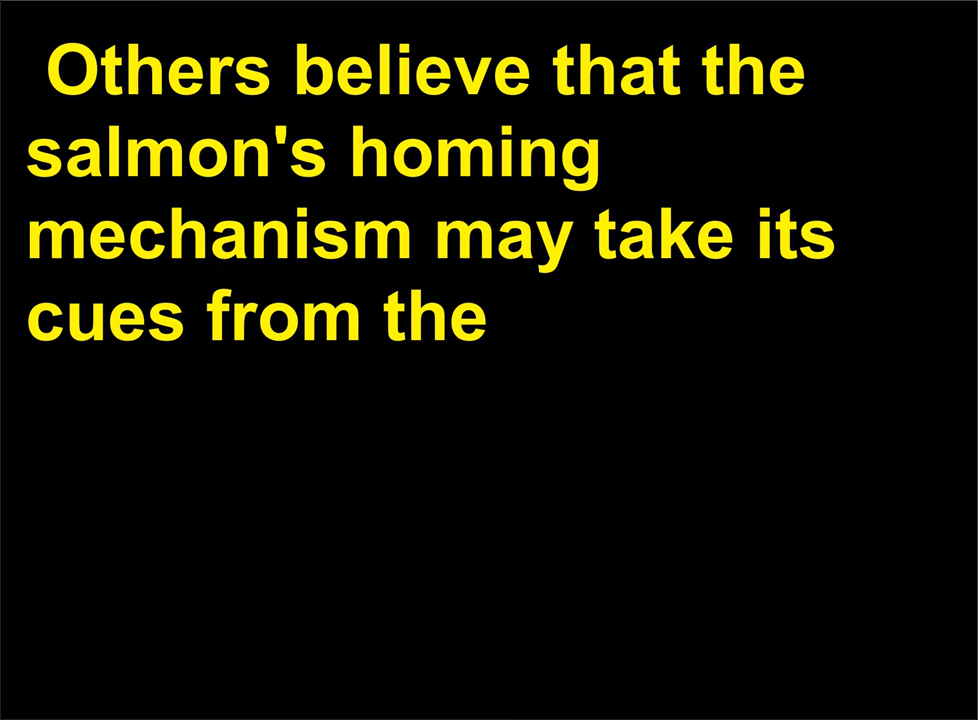 Others believe that the
salmon's homing
mechanism may take its
cues from the